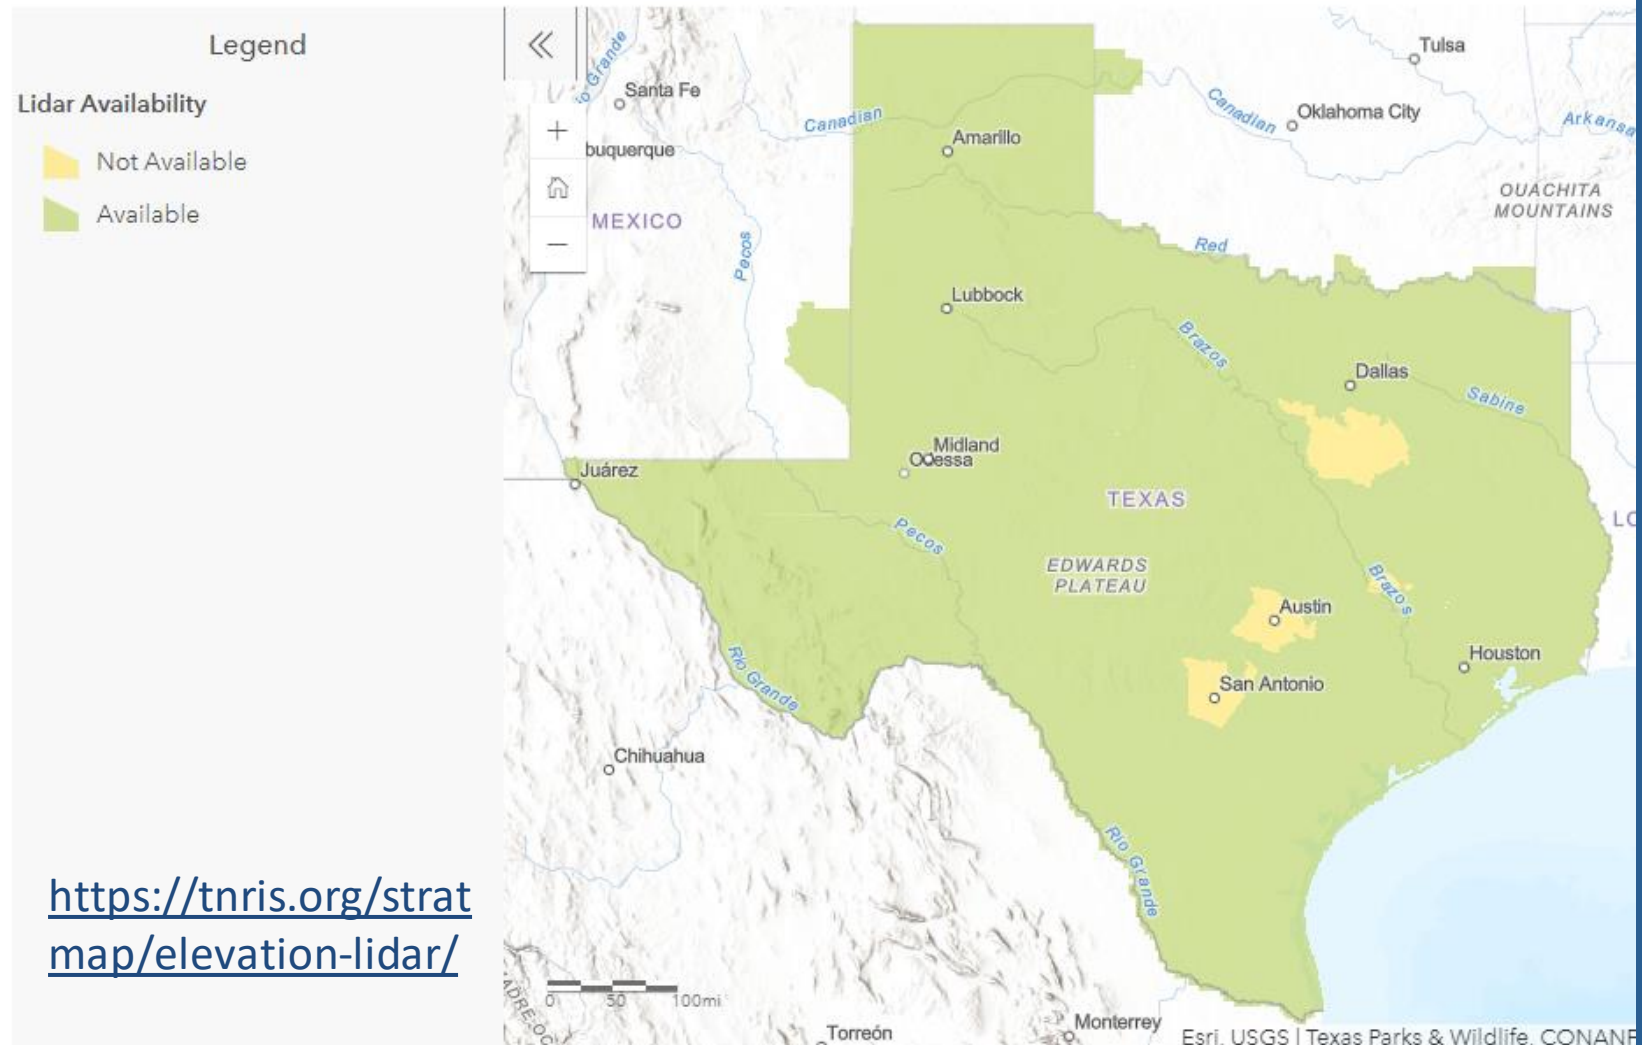 Legend
Lidar Availability
Not Available
Available
https://tnris.org/strat
map/elevation-lidar/
Santa Fe
buquerque
MEXICO
Pecos
Canadian
Amarillo
Tulsa
Canadian
Oklahoma City
OUACHITA
MOUNTAINS
Red
Lubbock
Brazos
Dallas
Sabine
Midland
Odessa
Juárez
TEXAS
Pecos
EDWARDS
PLATEAU
Brazos
Austin
Houston
San Antonio
Rio Grande
Chihuahua
Rio Grande
0 50 100mi
Torreón
Monterrey
Esri, USGS | Texas Parks & Wildlife, CONANP